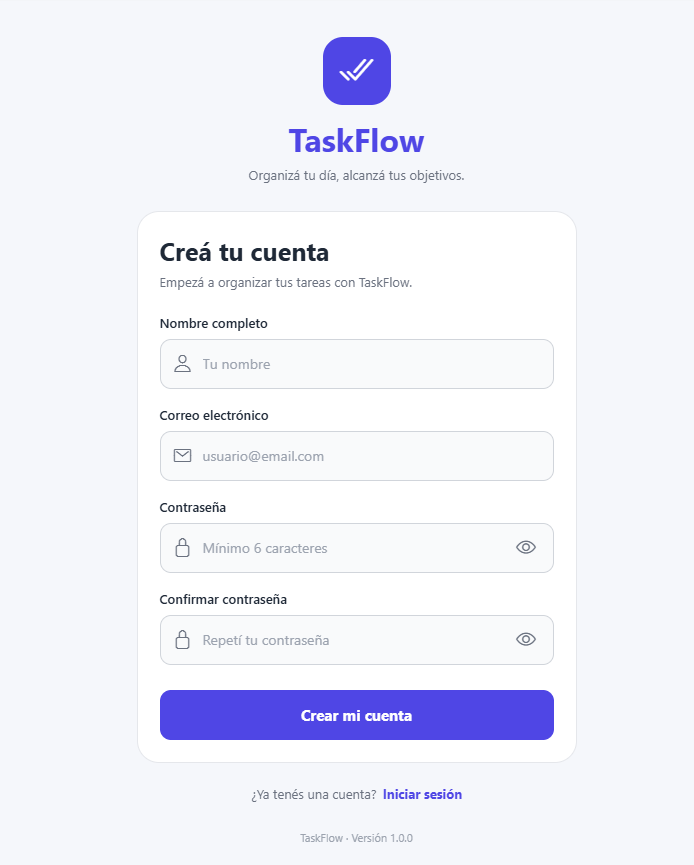 TaskFlow
Organizá tu día, alcanzá tus objetivos.
Creá tu cuenta
Empezá a organizar tus tareas con TaskFlow.
Nombre completo
Tu nombre
Correo electrónico
usuario@email.com
Contraseña
Mínimo 6 caracteres
Confirmar contraseña
Repetí tu contraseña
Crear mi cuenta
¿Ya tenés una cuenta? Iniciar sesión
TaskFlow · Versión 1.0.0